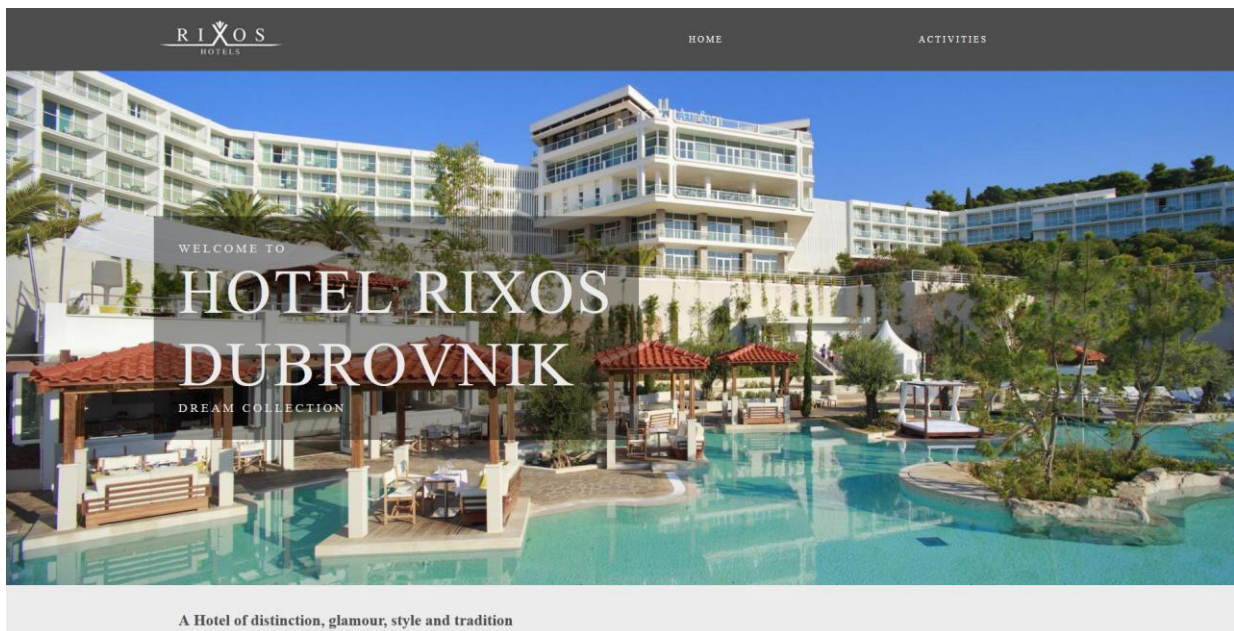 RIXOS
HOTELS
HOME
ACTIVITIES
WELCOME TO
HOTEL RIXOS
DUBROVNIK
DREAM COLLECTION
A Hotel of distinction, glamour, style and tradition